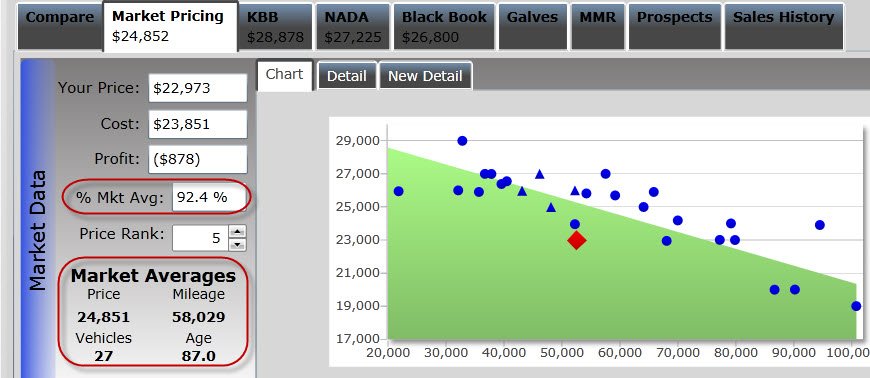 Compare Market Pricing KBB NADA Black Book Galves MMR Prospects Sales History
$24,852 $28,878 $27,225 $26,800
Chart Detail New Detail
Market Data
Your Price: $22,973
Cost: $23,851
Profit: ($878)
% Mkt Avg: 92.4 %
Price Rank: 5
Market Averages
Price Mileage
24,851 58,029
Vehicles Age
27 87.0
29,000
27,000
25,000
23,000
21,000
19,000
17,000
20,000 30,000 40,000 50,000 60,000 70,000 80,000 90,000 100,00